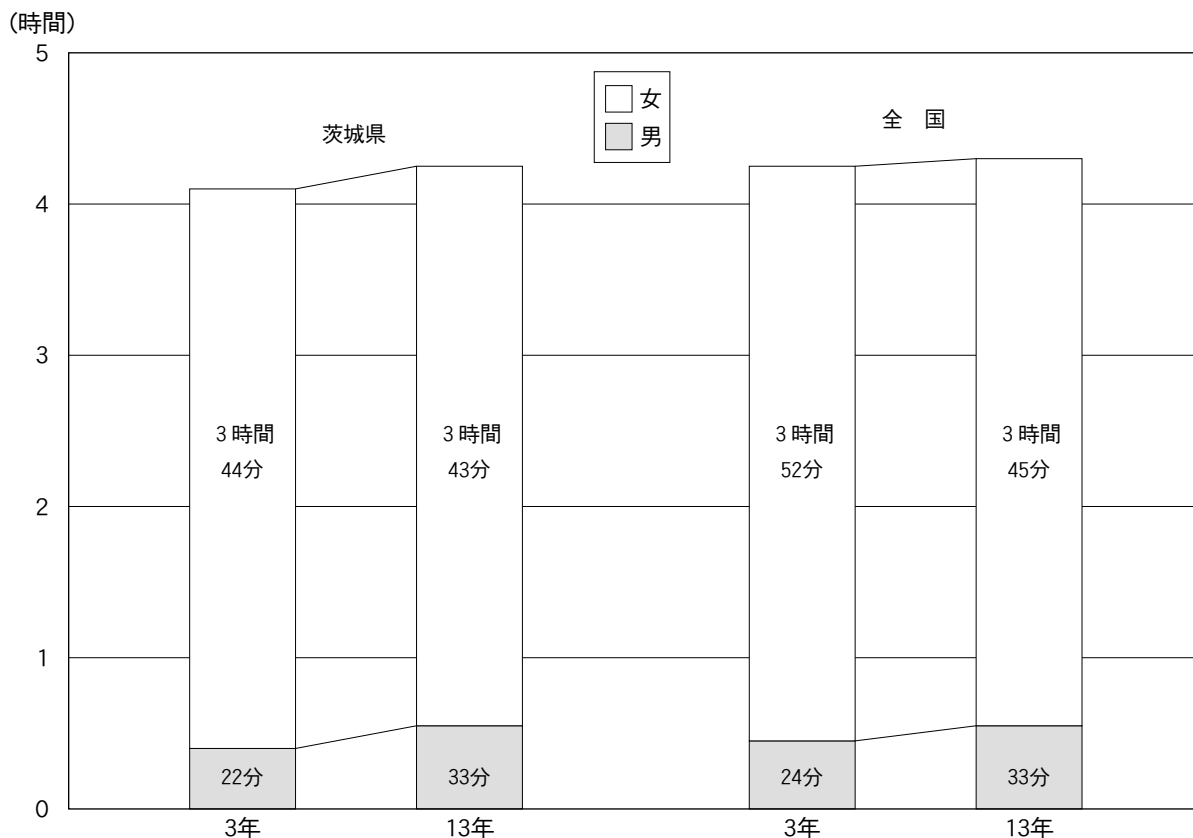 (時間)
5
4
3
2
1
0
女
男
茨城県
全 国
3時間
44分
3時間
43分
3時間
52分
3時間
45分
22分
33分
24分
33分
3年
13年
3年
13年